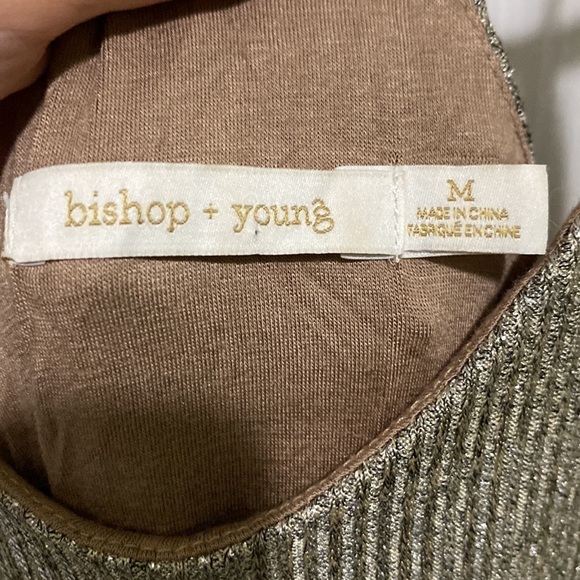 bishop + young
M
MADE IN CHINA
FABRIQUÉ EN CHINE